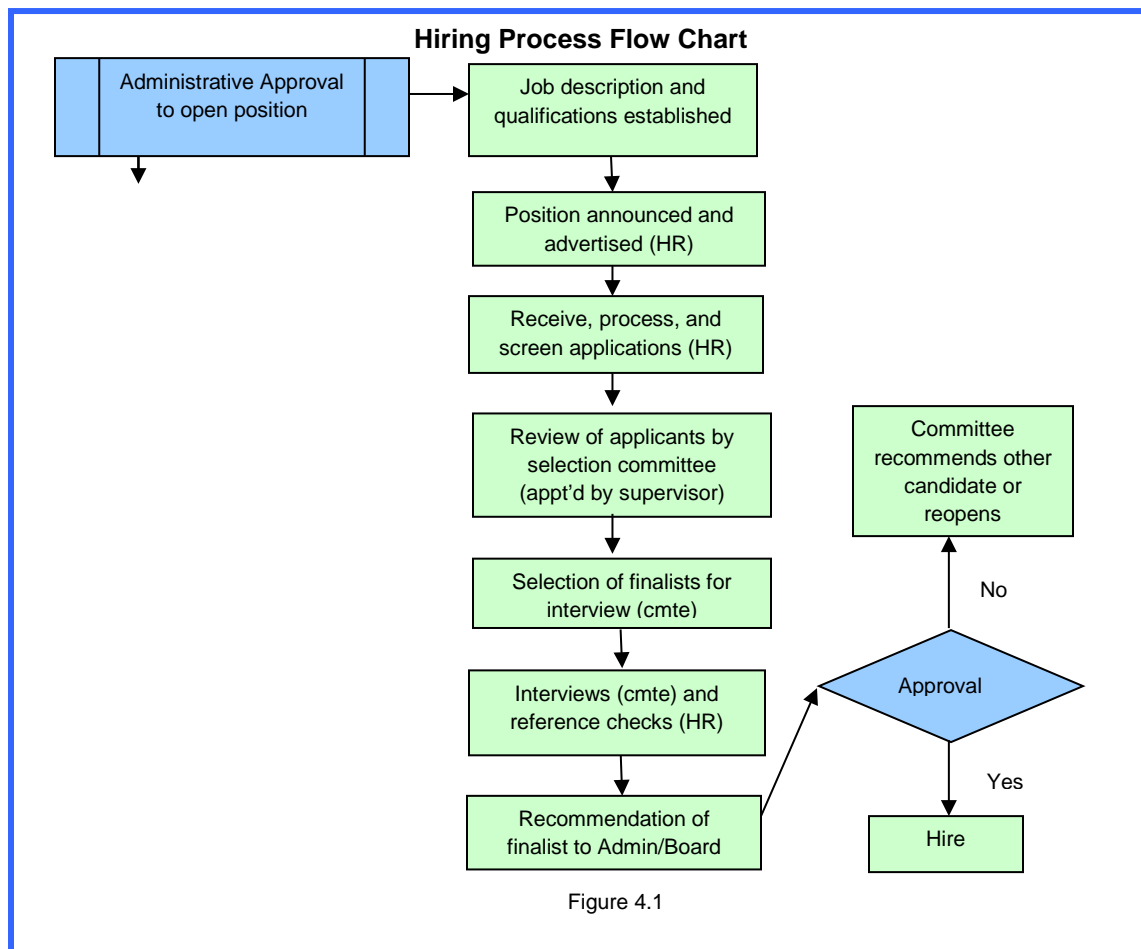 Hiring Process Flow Chart
Administrative Approval
to open position
Job description and
qualifications established
Position announced and
advertised (HR)
Receive, process, and
screen applications (HR)
Review of applicants by
selection committee
(appt’d by supervisor)
Selection of finalists for
interview (cmte)
Interviews (cmte) and
reference checks (HR)
Recommendation of
finalist to Admin/Board
Committee
recommends other
candidate or
reopens
No
Approval
Yes
Hire
Figure 4.1